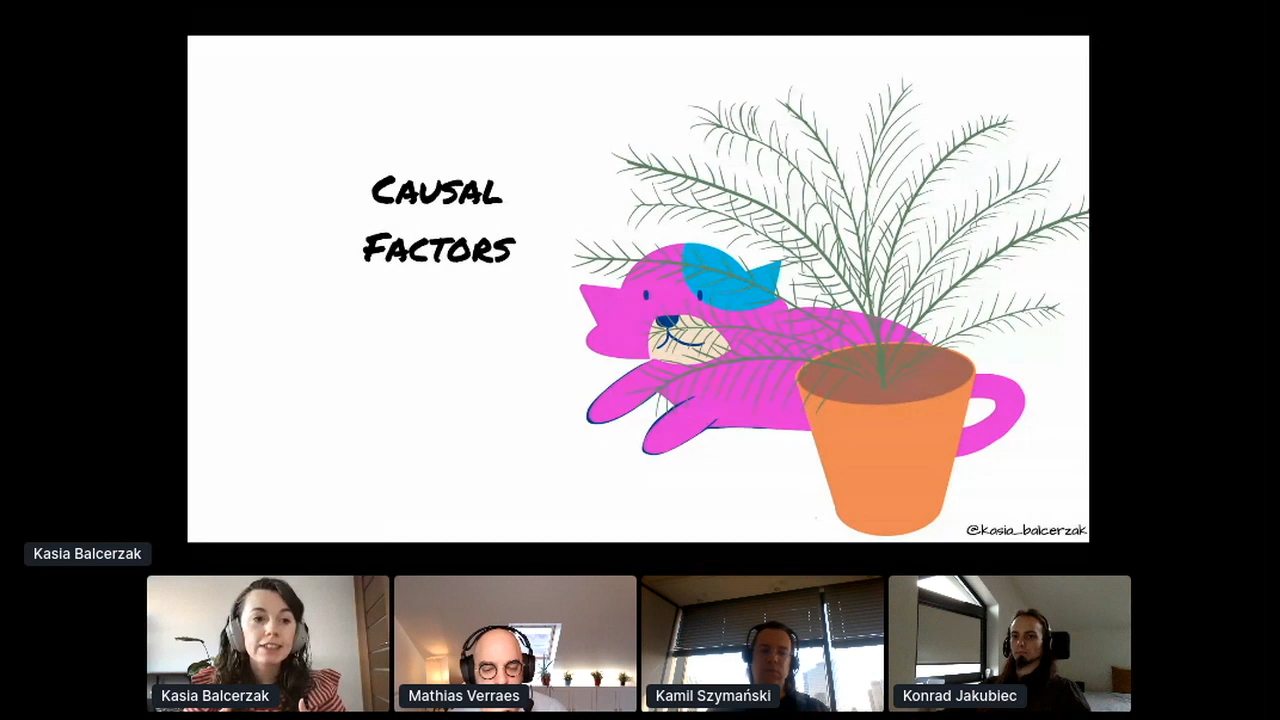 CAUSAL
FACTORS
@kasia_balcerzak
Kasia Balcerzak
Kasia Balcerzak
Mathias Verraes
Kamil Szymański
Konrad Jakubiec